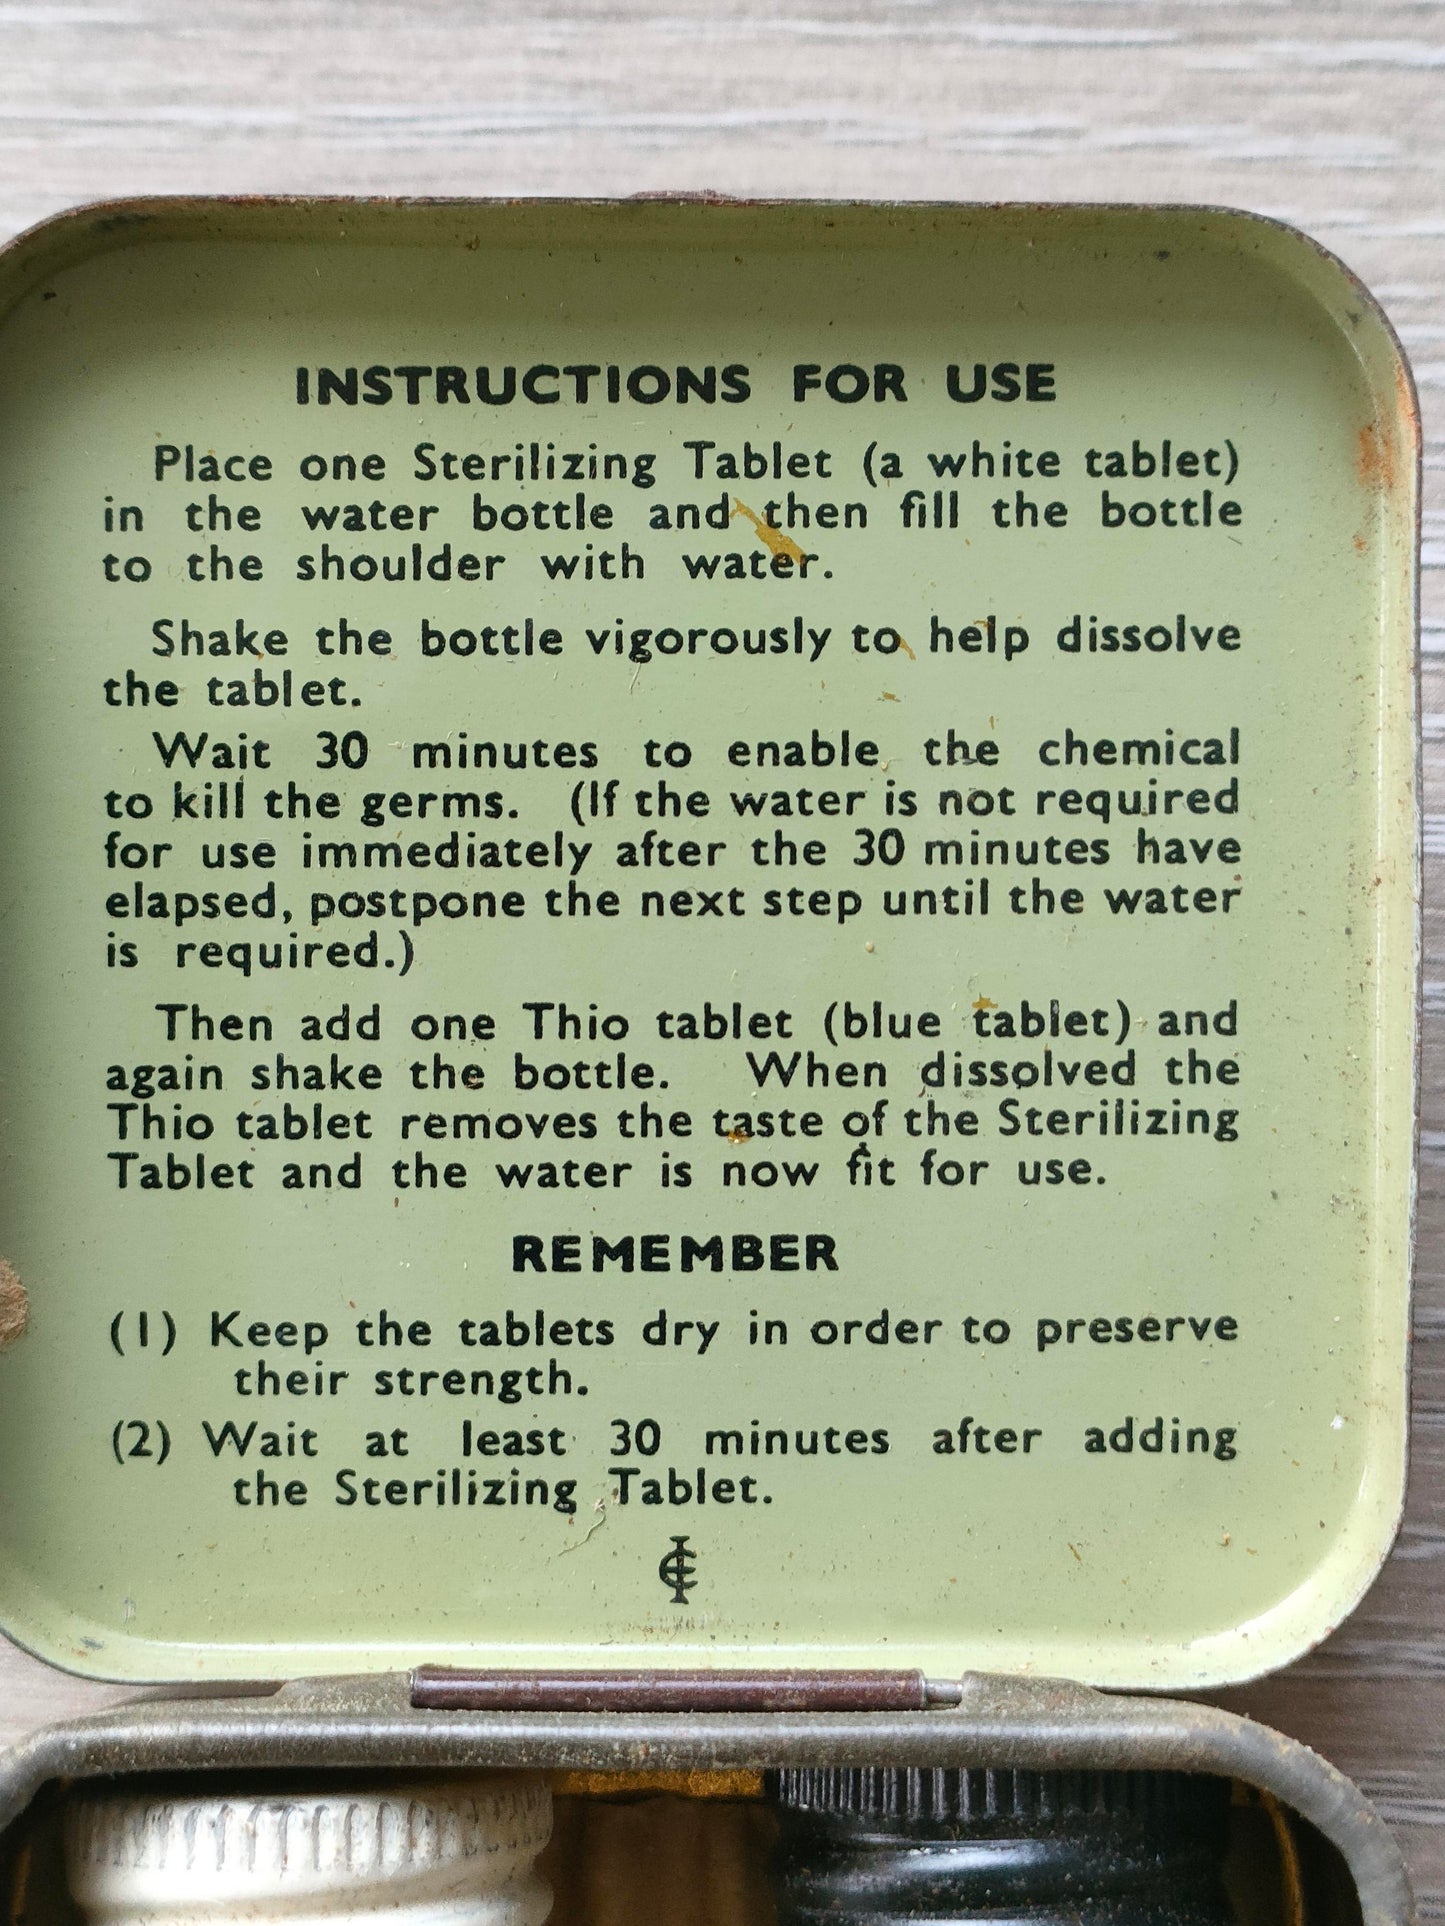 INSTRUCTIONS FOR USE
Place one Sterilizing Tablet (a white tablet)
in the water bottle and then fill the bottle
to the shoulder with water.
Shake the bottle vigorously to help dissolve
the tablet.
Wait 30 minutes to enable the chemical
to kill the germs. (If the water is not required
for use immediately after the 30 minutes have
elapsed, postpone the next step until the water
is required.)
Then add one Thio tablet (blue tablet) and
again shake the bottle. When dissolved the
Thio tablet removes the taste of the Sterilizing
Tablet and the water is now fit for use.
REMEMBER
(1) Keep the tablets dry in order to preserve
their strength.
(2) Wait at least 30 minutes after adding
the Sterilizing Tablet.